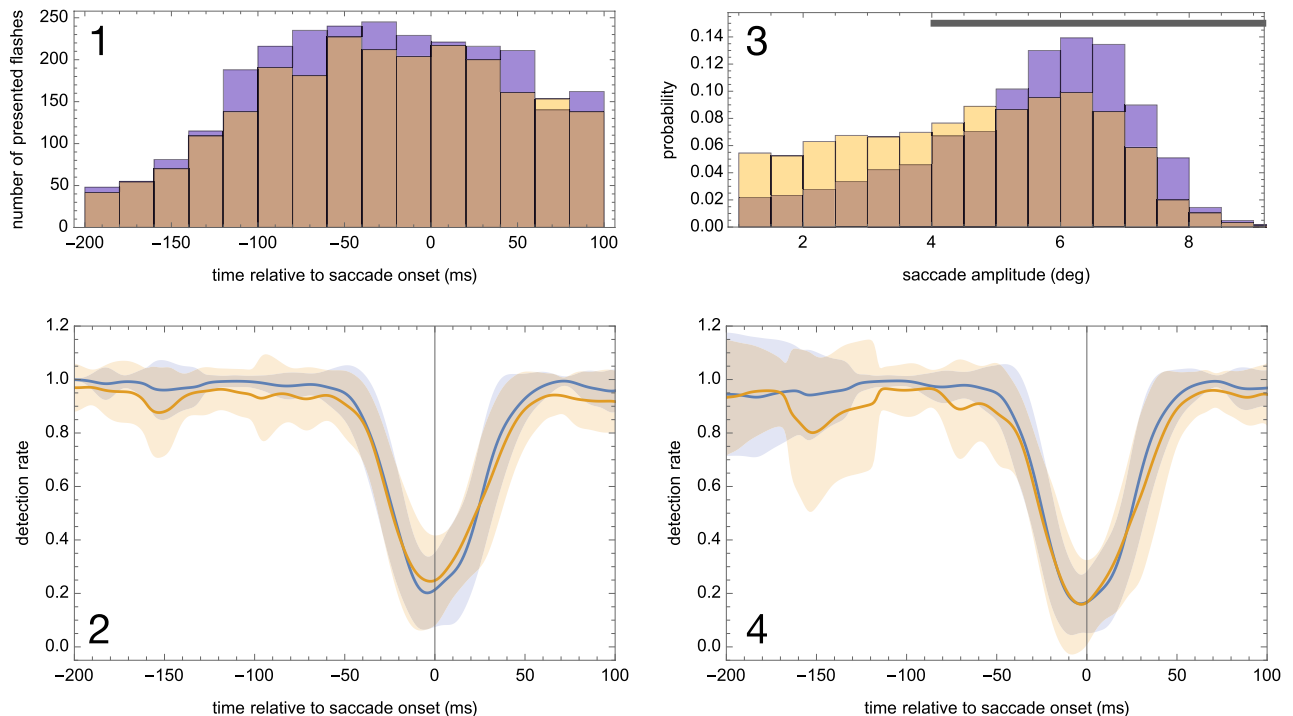 1
number of presented flashes
250
200
150
100
50
0
−200 −150 −100 −50 0 50 100
time relative to saccade onset (ms)
3
probability
0.14
0.12
0.10
0.08
0.06
0.04
0.02
0.00
2 4 6 8
saccade amplitude (deg)
2
detection rate
1.2
1.0
0.8
0.6
0.4
0.2
0.0
−200 −150 −100 −50 0 50 100
time relative to saccade onset (ms)
4
detection rate
1.2
1.0
0.8
0.6
0.4
0.2
0.0
−200 −150 −100 −50 0 50 100
time relative to saccade onset (ms)